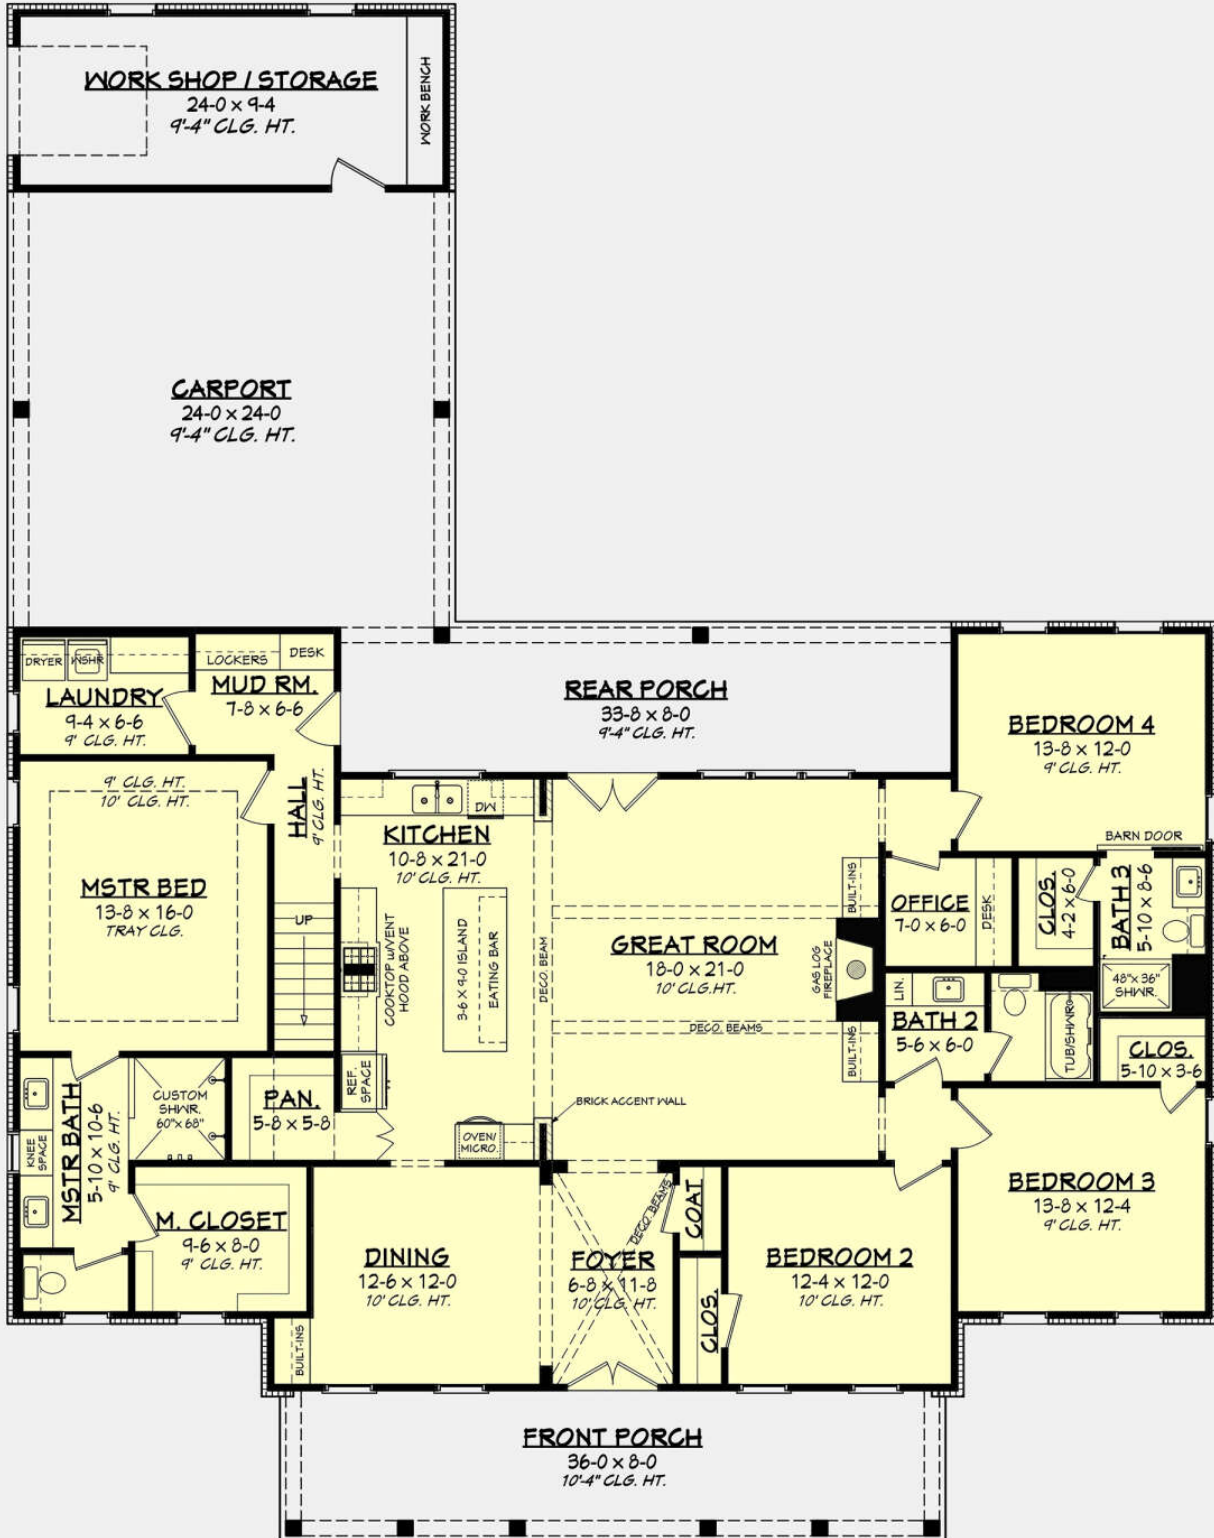 WORK SHOP / STORAGE
24-0 x 9-4
9'-4" CLG. HT.
WORK BENCH
CARPORT
24-0 x 24-0
9'-4" CLG. HT.
DRYER
WSHR
LAUNDRY
9-4 x 6-6
9' CLG. HT.
LOCKERS
DESK
MUD RM.
7-8 x 6-6
REAR PORCH
33-8 x 8-0
9'-4" CLG. HT.
BEDROOM 4
13-8 x 12-0
9' CLG. HT.
BARN DOOR
9' CLG. HT.
10' CLG. HT.
MSTR BED
13-8 x 16-0
TRAY CLG.
HALL
9' CLG. HT.
UP
DW
KITCHEN
10-8 x 21-0
10' CLG. HT.
COOKTOP W/VENT
HOOD ABOVE
3-6 x 9-0 ISLAND
EATING BAR
DECO. BEAM
GREAT ROOM
18-0 x 21-0
10' CLG.HT.
DECO. BEAMS
BUILT-INS
GAS LOG
FIREPLACE
BUILT-INS
OFFICE
7-0 x 6-0
DESK
CLOS.
4-2 x 6-0
BATH 3
5-10 x 8-6
48"x 36"
SHWR.
LIN.
BATH 2
5-6 x 6-0
TUB/SHWR
CLOS.
5-10 x 3-6
REF.
SPACE
PAN.
5-8 x 5-8
CUSTOM
SHWR.
60"x 68"
KNEE
SPACE
MSTR BATH
5-10 x 10-6
9' CLG. HT.
OVEN/
MICRO.
BRICK ACCENT WALL
M. CLOSET
9-6 x 8-0
9' CLG. HT.
DINING
12-6 x 12-0
10' CLG. HT.
BUILT-INS
DECO. BEAMS
FOYER
6-8 x 11-8
10' CLG. HT.
COAT
CLOS.
BEDROOM 2
12-4 x 12-0
10' CLG. HT.
BEDROOM 3
13-8 x 12-4
9' CLG. HT.
FRONT PORCH
36-0 x 8-0
10'-4" CLG. HT.